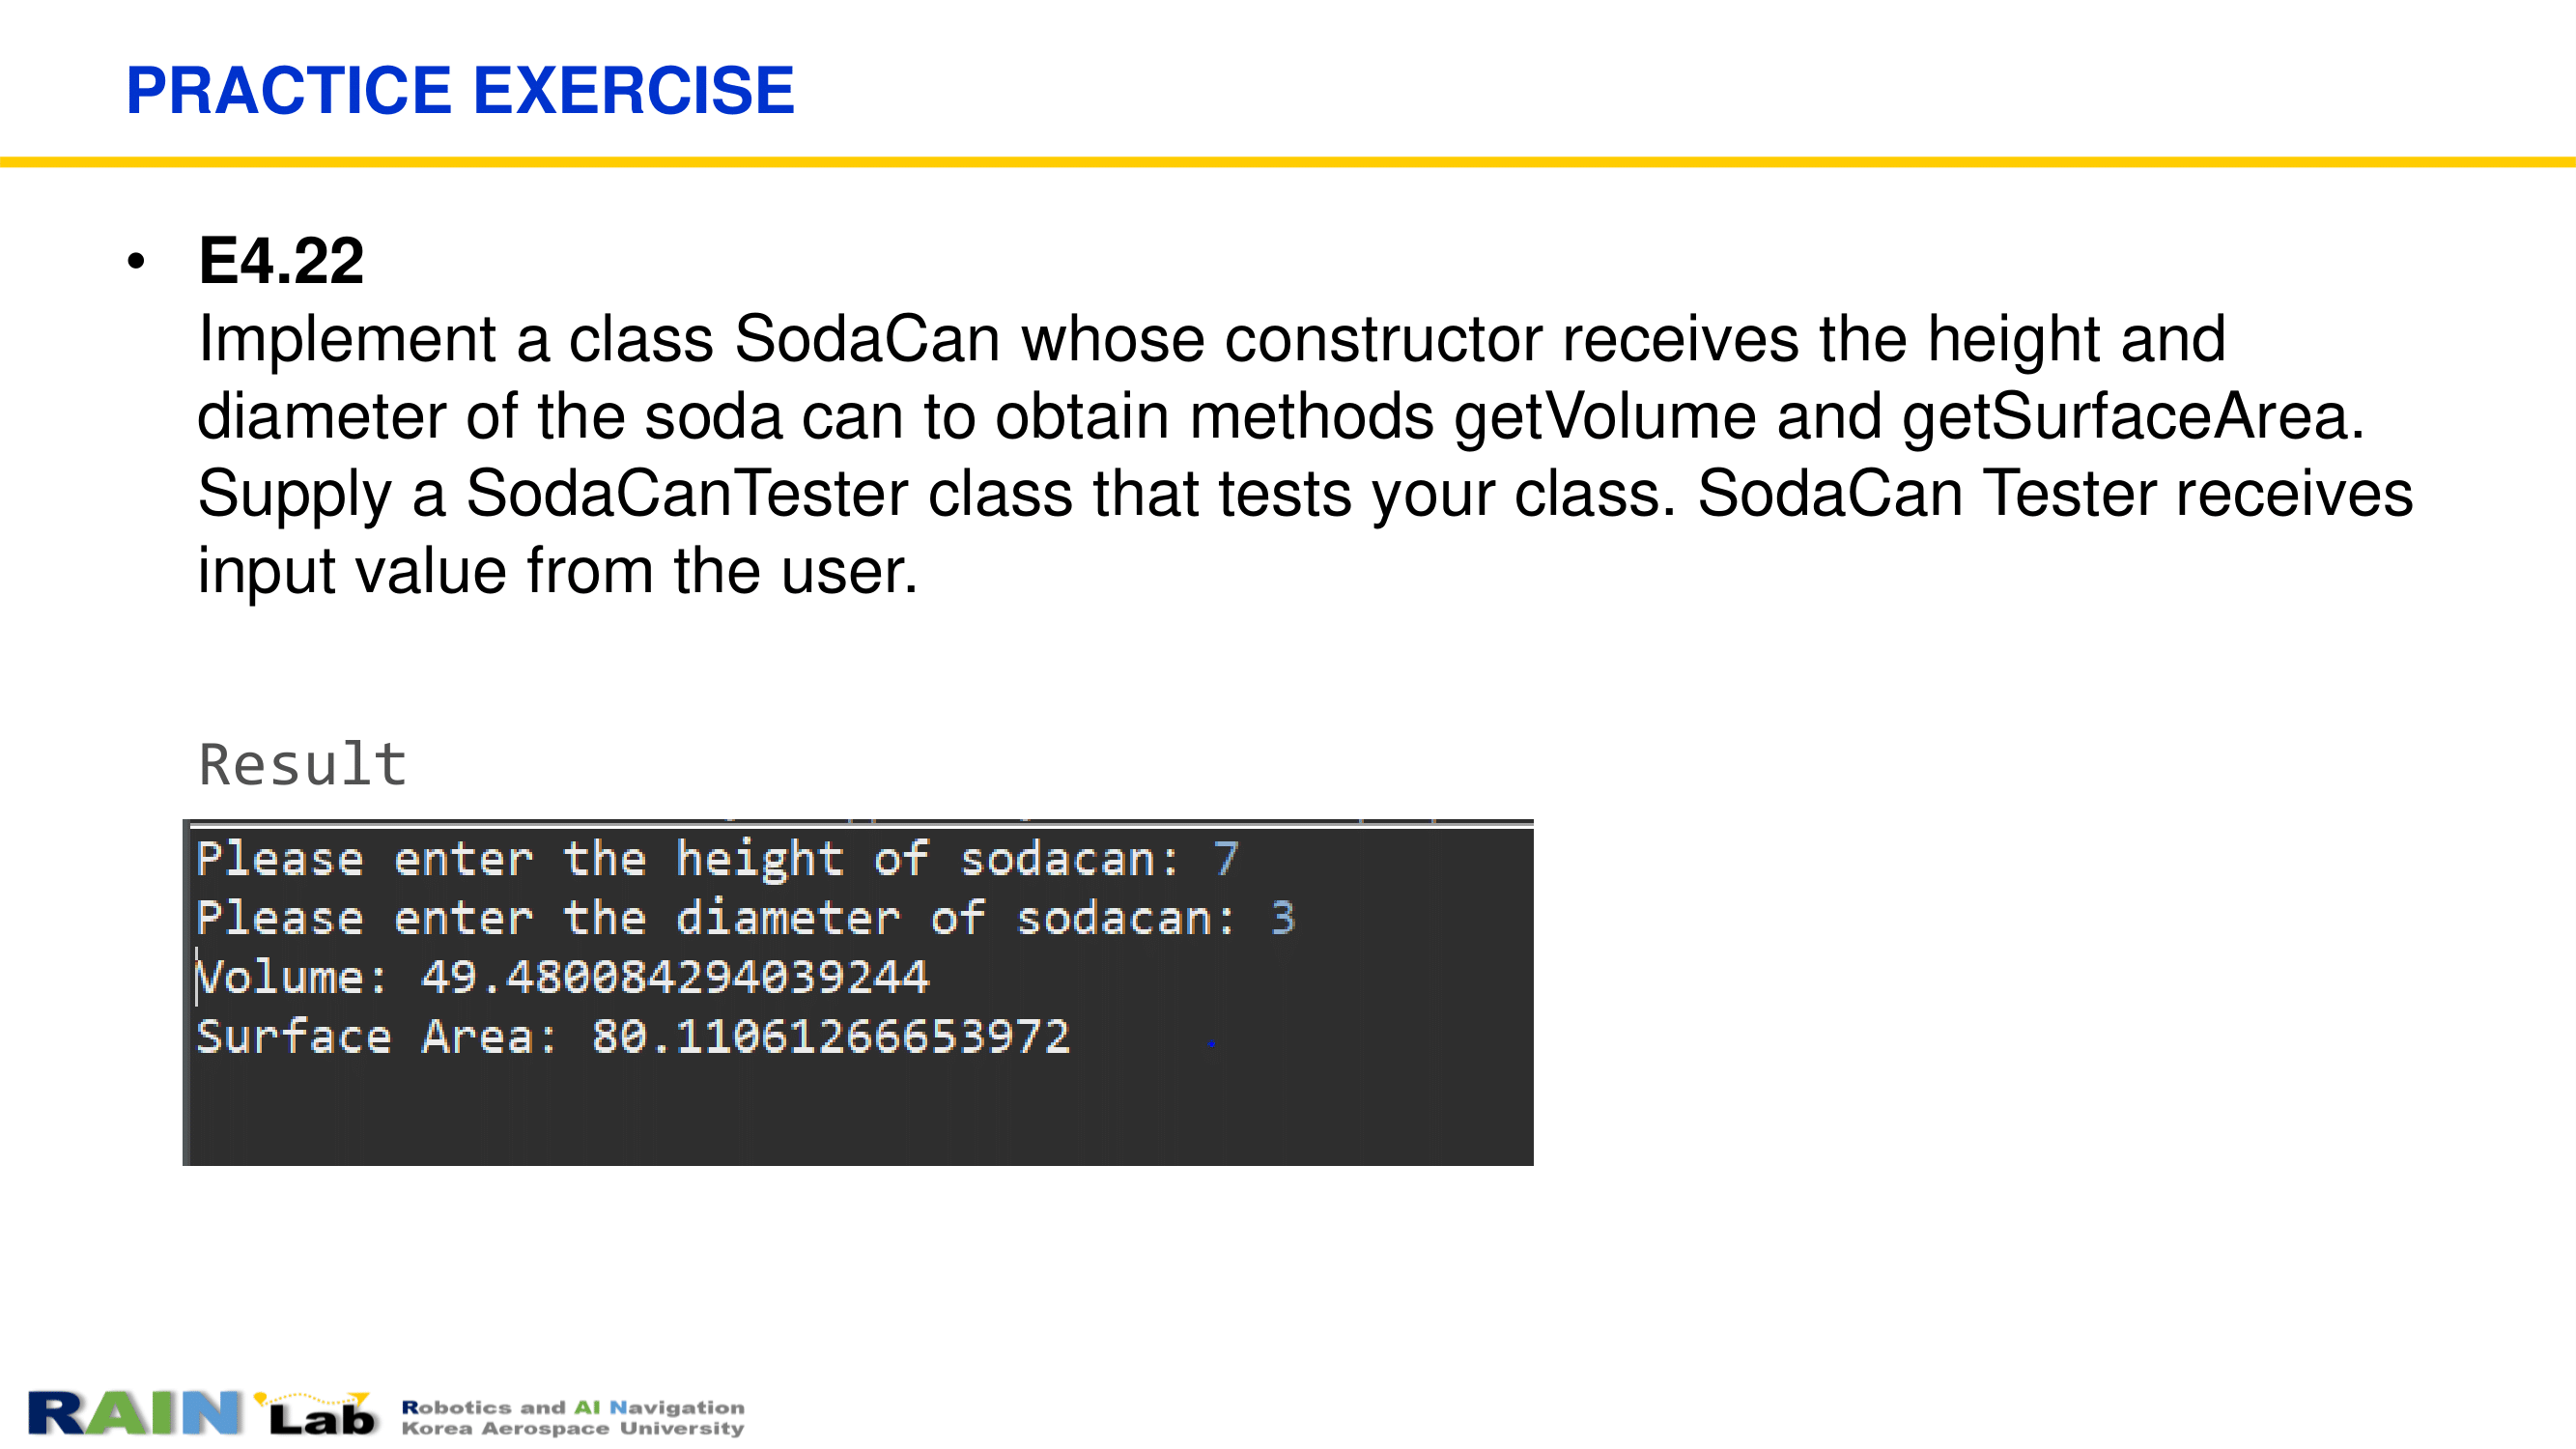 PRACTICE EXERCISE
• E4.22
Implement a class SodaCan whose constructor receives the height and
diameter of the soda can to obtain methods getVolume and getSurfaceArea.
Supply a SodaCanTester class that tests your class. SodaCan Tester receives
input value from the user.
Result
Please enter the height of sodacan: 7
Please enter the diameter of sodacan: 3
Volume: 49.480084294039244
Surface Area: 80.11061266653972
RAIN Lab
Robotics and AI Navigation
Korea Aerospace University